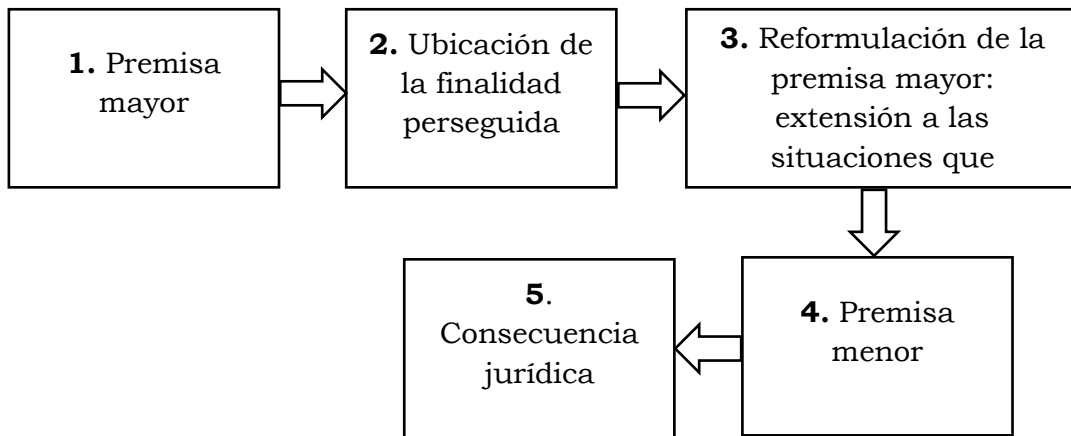 1. Premisa
mayor
2. Ubicación de
la finalidad
perseguida
3. Reformulación de la
premisa mayor:
extensión a las
situaciones que
4. Premisa
menor
5.
Consecuencia
jurídica